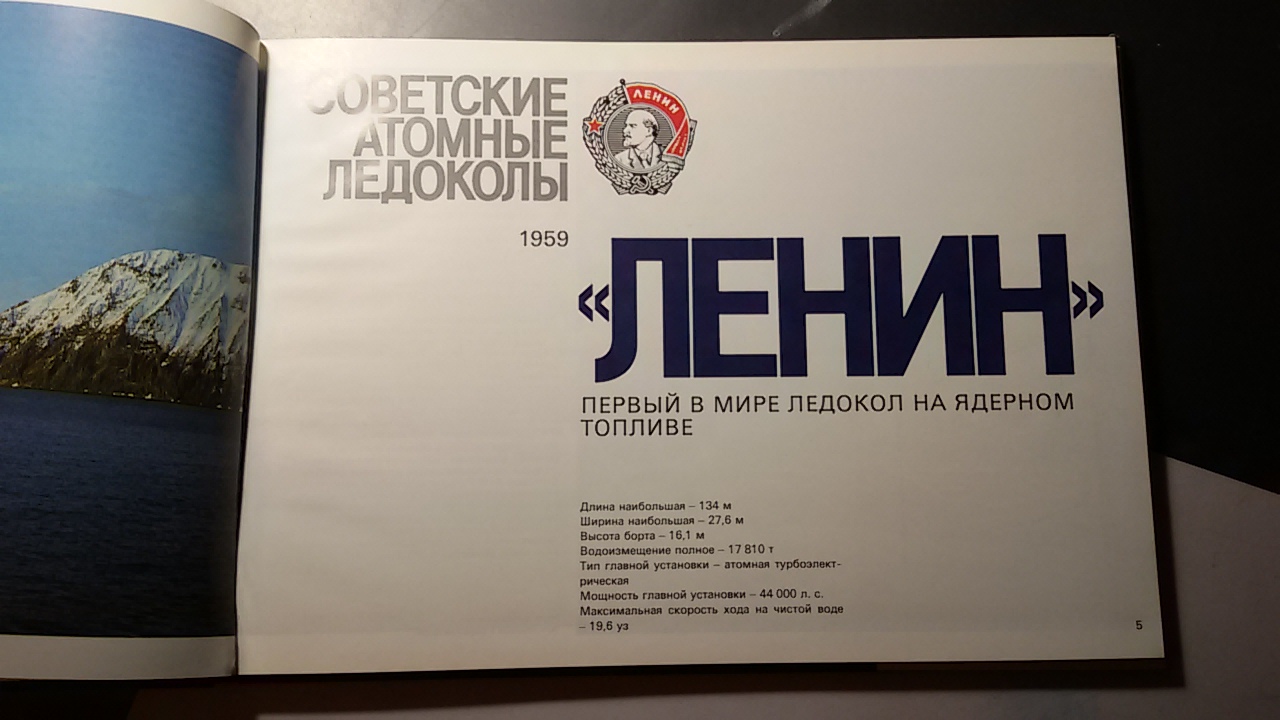 СОВЕТСКИЕ
АТОМНЫЕ
ЛЕДОКОЛЫ
ЛЕНИН
1959
«ЛЕНИН»
ПЕРВЫЙ В МИРЕ ЛЕДОКОЛ НА ЯДЕРНОМ
ТОПЛИВЕ
Длина наибольшая – 134 м
Ширина наибольшая – 27,6 м
Высота борта – 16,1 м
Водоизмещение полное – 17 810 т
Тип главной установки – атомная турбоэлект-
рическая
Мощность главной установки – 44 000 л. с.
Максимальная скорость хода на чистой воде
– 19,6 уз
5